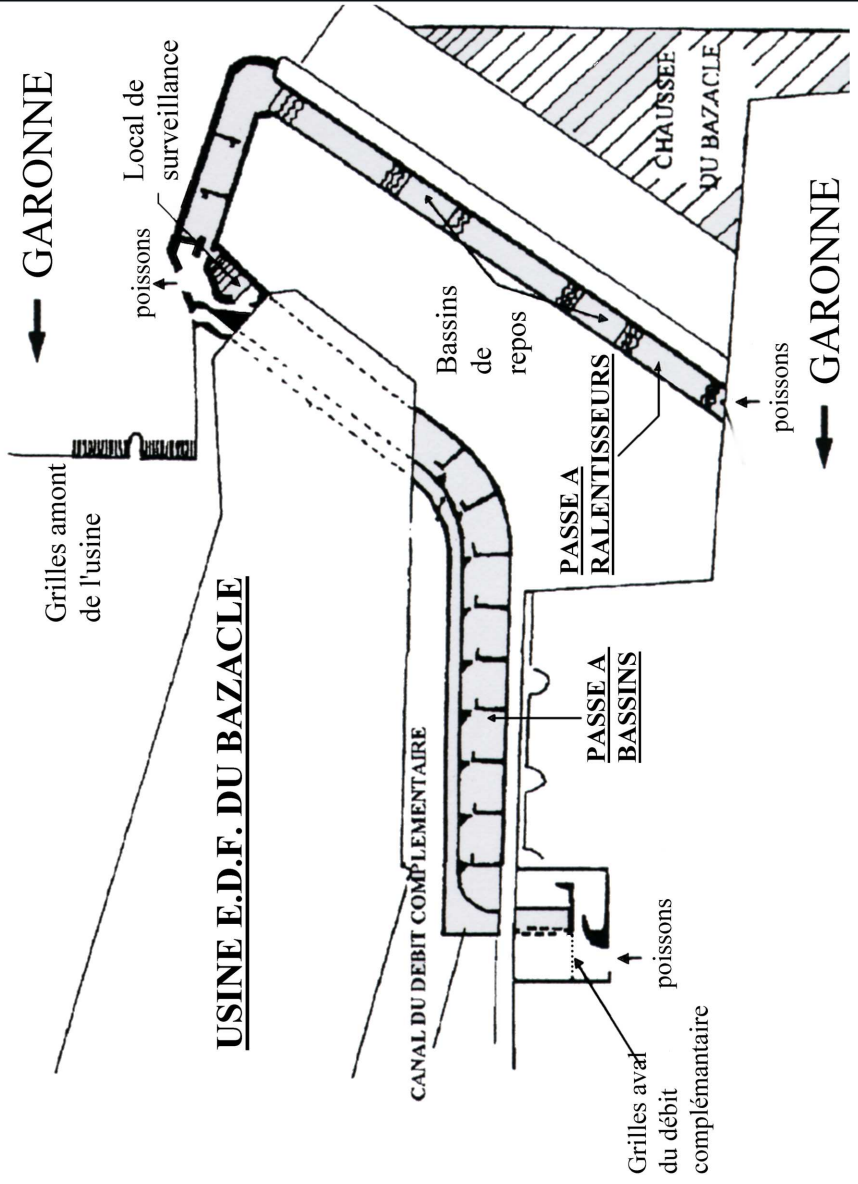 GARONNE
Local de
surveillance
poissons
Grilles amont
de l'usine
USINE E.D.F. DU BAZACLE
CHAUSSEE
DU BAZACLE
Bassins
de
repos
PASSE A
RALENTISSEURS
poissons
GARONNE
CANAL DU DEBIT COMPLEMENTAIRE
PASSE A
BASSINS
poissons
Grilles aval
du débit
complémantaire